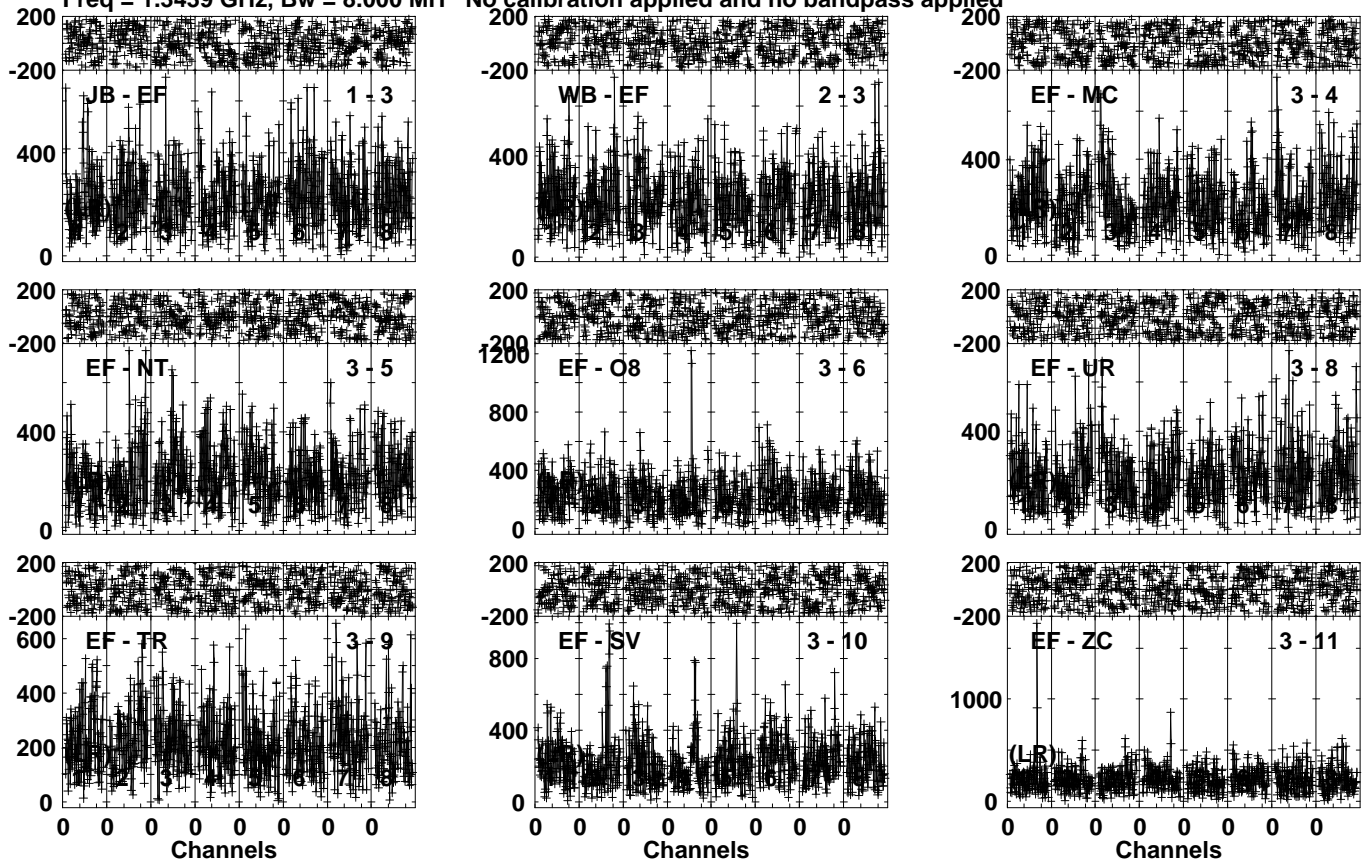 Freq = 1.5459 GHz, Bw = 8.000 MH No calibration applied and no bandpass applied
200 200 200
-200 -200 -200
JB - EF 1 - 3 WB - EF 2 - 3 EF - MC 3 - 4
400 400 400
0 0 0
200 200 200
-200 -200 -200
EF - NT 3 - 5 1200 EF - O8 3 - 6 EF - UR 3 - 8
800
400 400 400
0 0 0
200 200 200
-200 -200 -200
600 EF - TR 3 - 9 EF - SV 3 - 10 EF - ZC 3 - 11
800
400 1000
400
200 (LR)
0 0 0
0 0 0 0 0 0 0 0 0 0 0 0 0 0 0 0 0 0 0 0 0 0 0 0
Channels Channels Channels